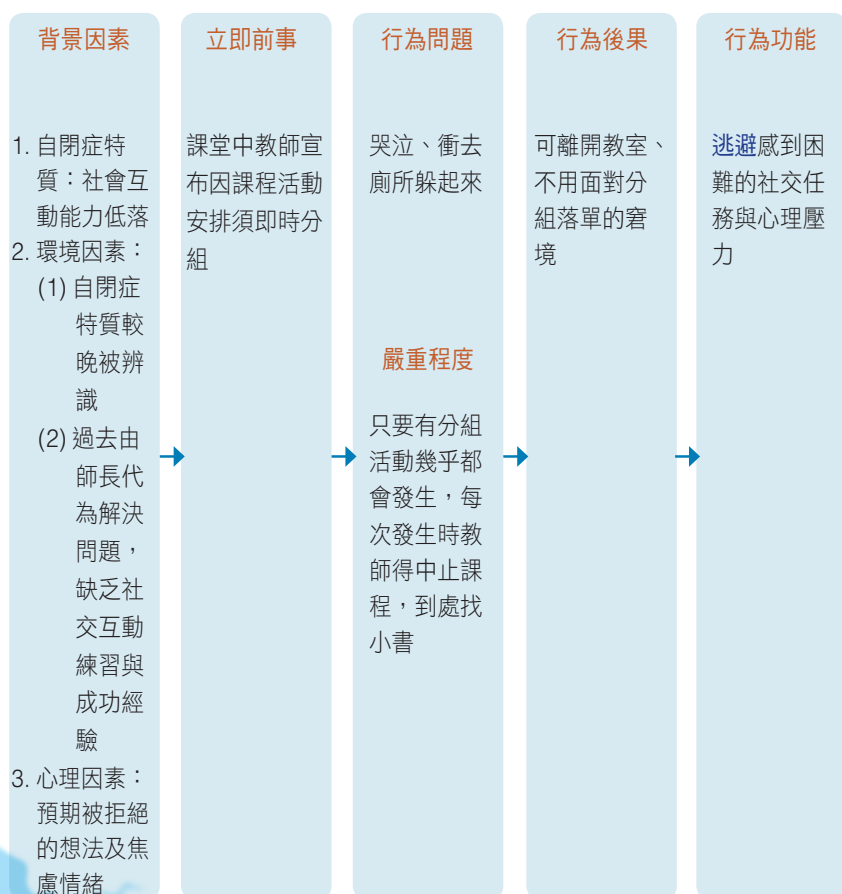 背景因素
1. 自閉症特
質：社會互
動能力低落
2. 環境因素：
(1) 自閉症
特質較
晚被辨
識
(2) 過去由
師長代
為解決
問題，
缺乏社
交互動
練習與
成功經
驗
3. 心理因素：
預期被拒絕
的想法及焦
慮情緒
立即前事
課堂中教師宣
布因課程活動
安排須即時分
組
行為問題
哭泣、衝去
廁所躲起來
嚴重程度
只要有分組
活動幾乎都
會發生，每
次發生時教
師得中止課
程，到處找
小書
行為後果
可離開教室、
不用面對分
組落單的窘
境
行為功能
逃避感到困
難的社交任
務與心理壓
力